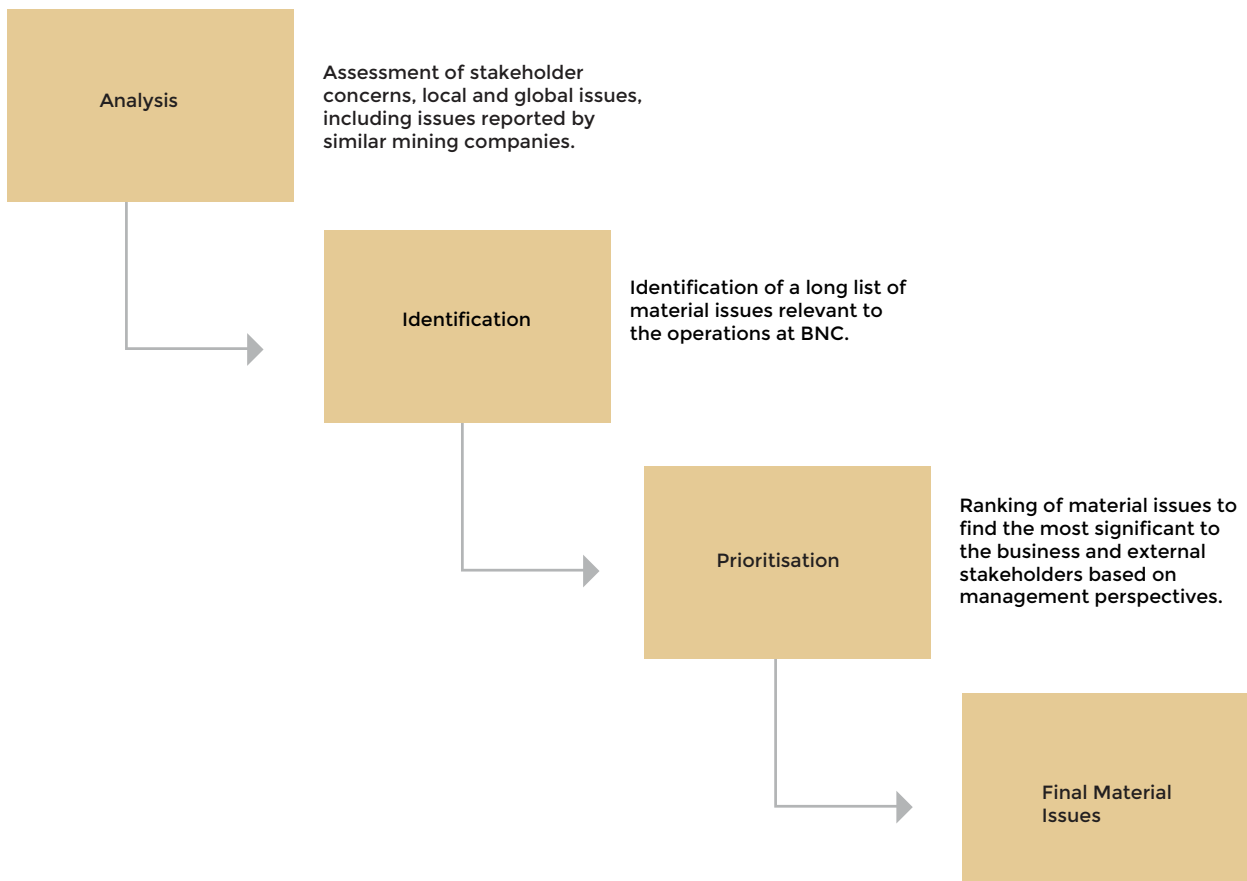 Analysis
Assessment of stakeholder
concerns, local and global issues,
including issues reported by
similar mining companies.
Identification
Identification of a long list of
material issues relevant to
the operations at BNC.
Prioritisation
Ranking of material issues to
find the most significant to
the business and external
stakeholders based on
management perspectives.
Final Material
Issues